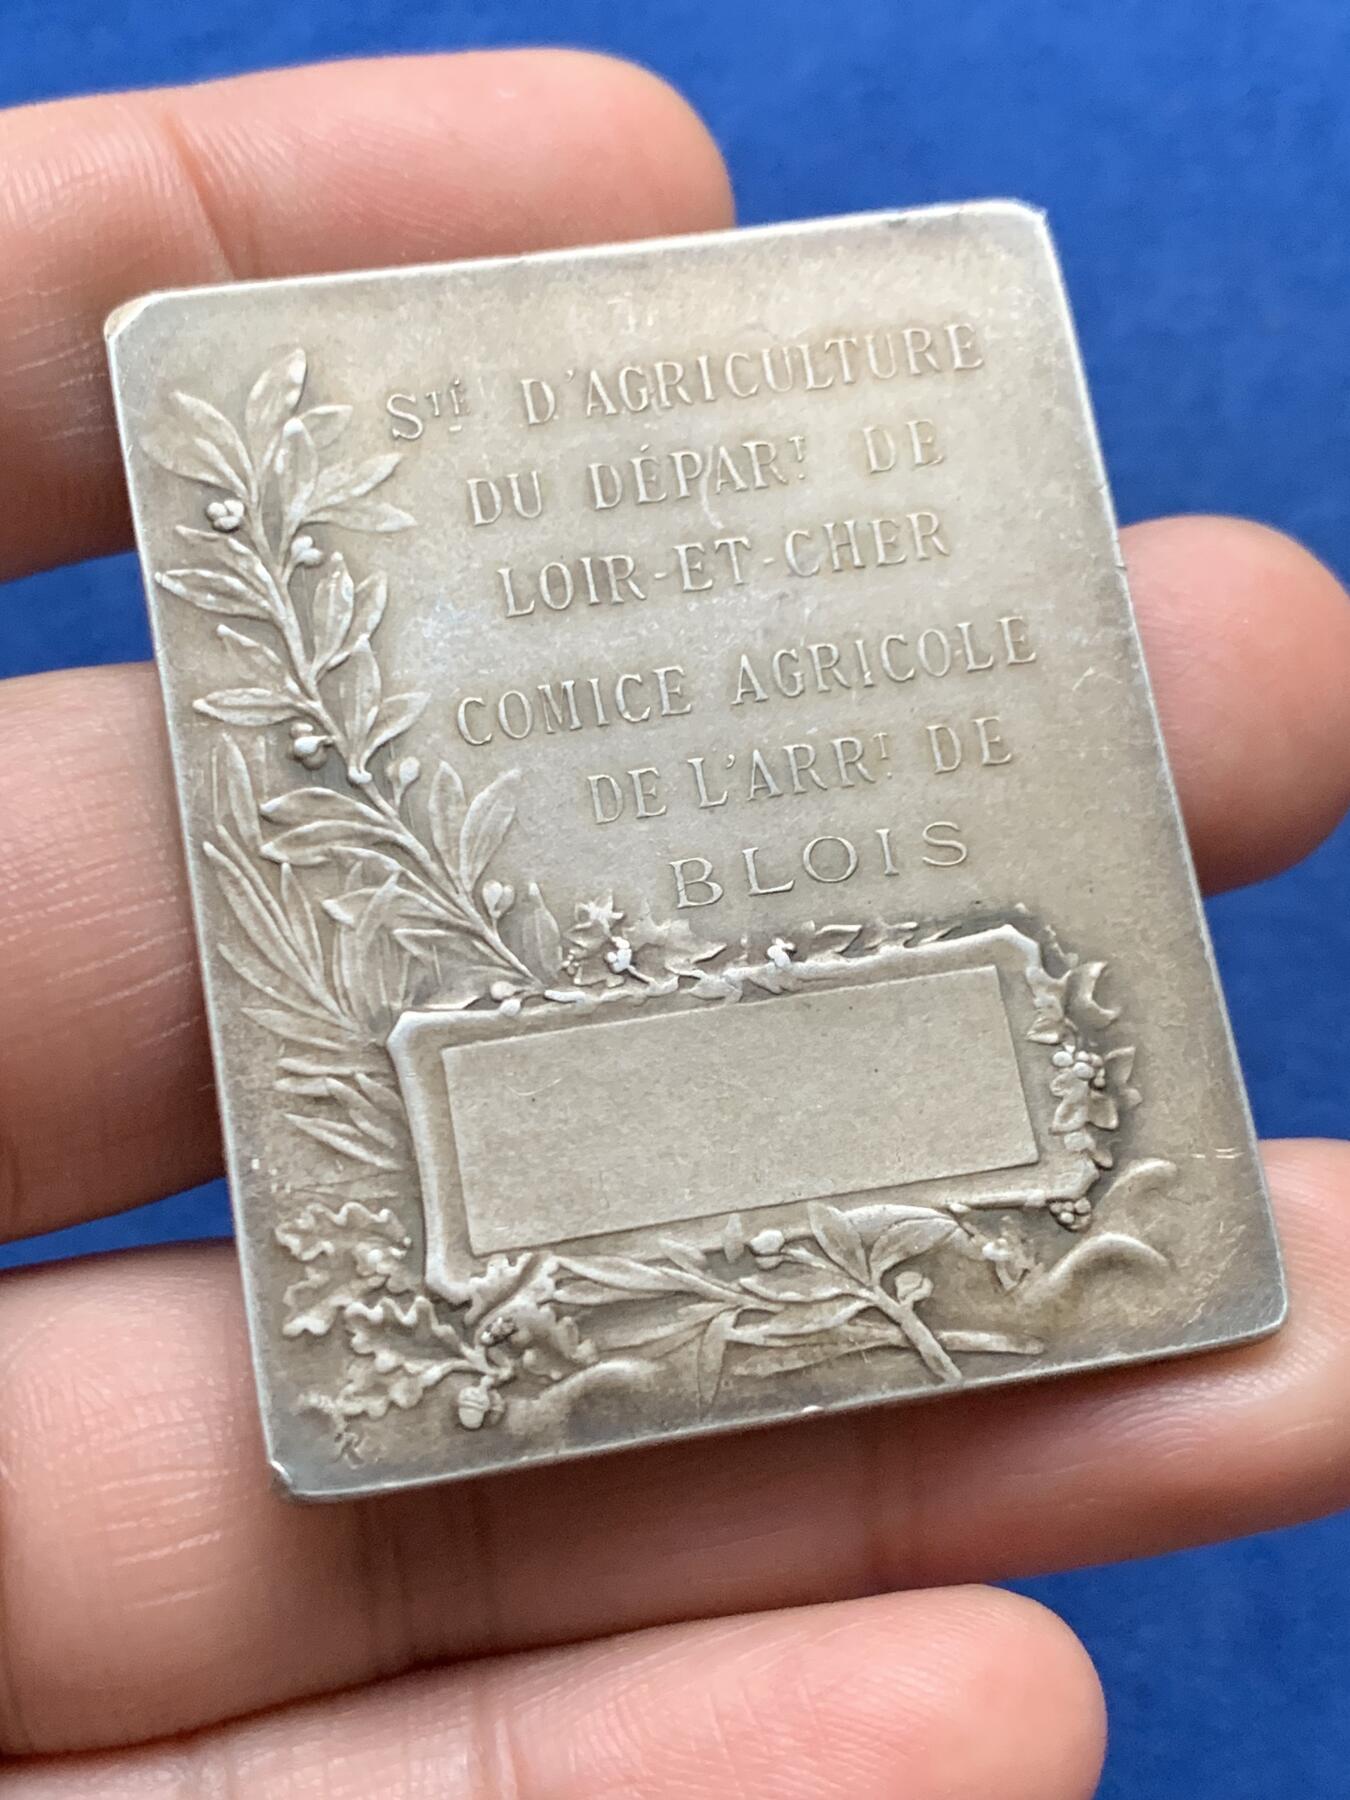 STÉ D'AGRICULTURE
DU DÉPART DE
LOIR-ET-CHER
COMICE AGRICOLE
DE L'ARRT DE
BLOIS